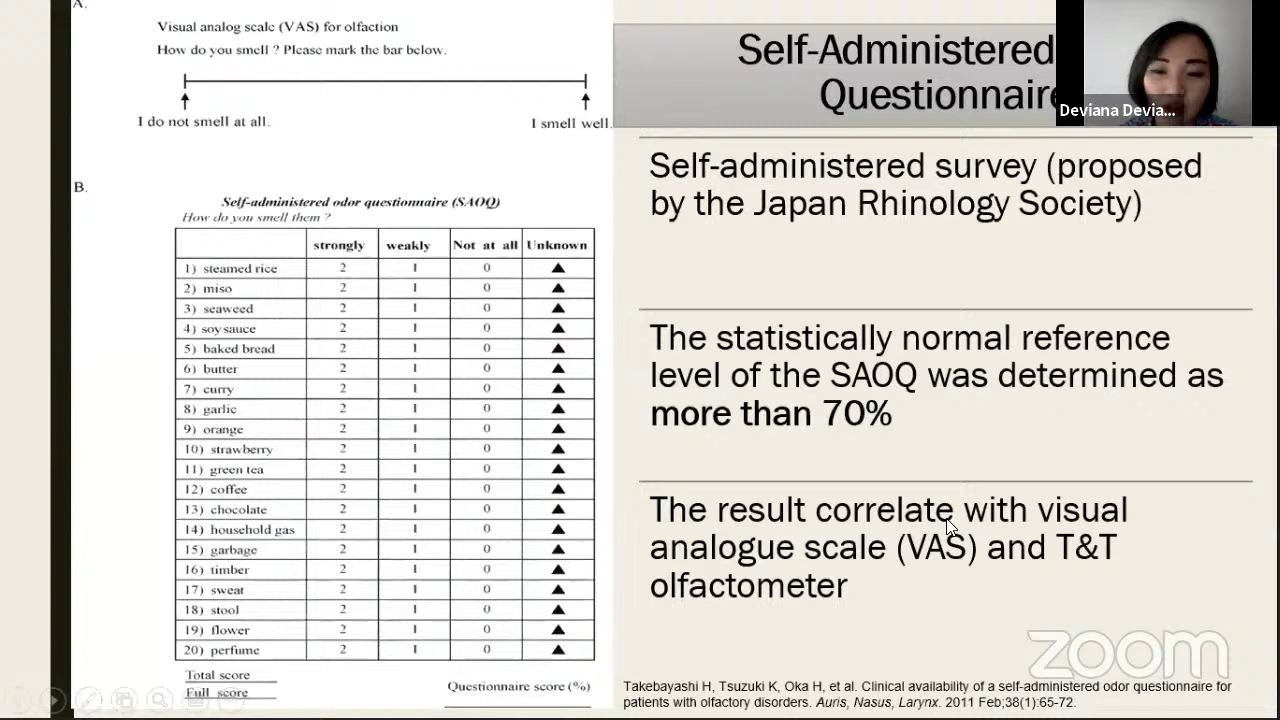 A.
Visual analog scale (VAS) for olfaction
How do you smell ? Please mark the bar below.
I do not smell at all.
I smell well.
B.
Self-administered odor questionnaire (SAOQ)
How do you smell them ?
strongly weakly Not at all Unknown
1) steamed rice 2 1 0 ▲
2) miso 2 1 0 ▲
3) seaweed 2 1 0 ▲
4) soy sauce 2 1 0 ▲
5) baked bread 2 1 0 ▲
6) butter 2 1 0 ▲
7) curry 2 1 0 ▲
8) garlic 2 1 0 ▲
9) orange 2 1 0 ▲
10) strawberry 2 1 0 ▲
11) green tea 2 1 0 ▲
12) coffee 2 1 0 ▲
13) chocolate 2 1 0 ▲
14) household gas 2 1 0 ▲
15) garbage 2 1 0 ▲
16) timber 2 1 0 ▲
17) sweat 2 1 0 ▲
18) stool 2 1 0 ▲
19) flower 2 1 0 ▲
20) perfume 2 1 0 ▲
Total score
Full score
Questionnaire score (%)
Self-Administered
Questionnaire
Deviana Devia...
Self-administered survey (proposed
by the Japan Rhinology Society)
The statistically normal reference
level of the SAOQ was determined as
more than 70%
The result correlate with visual
analogue scale (VAS) and T&T
olfactometer
zoom
Takebayashi H, Tsuzuki K, Oka H, et al. Clinical availability of a self-administered odor questionnaire for
patients with olfactory disorders. Auris, Nasus, Larynx. 2011 Feb;38(1):65-72.